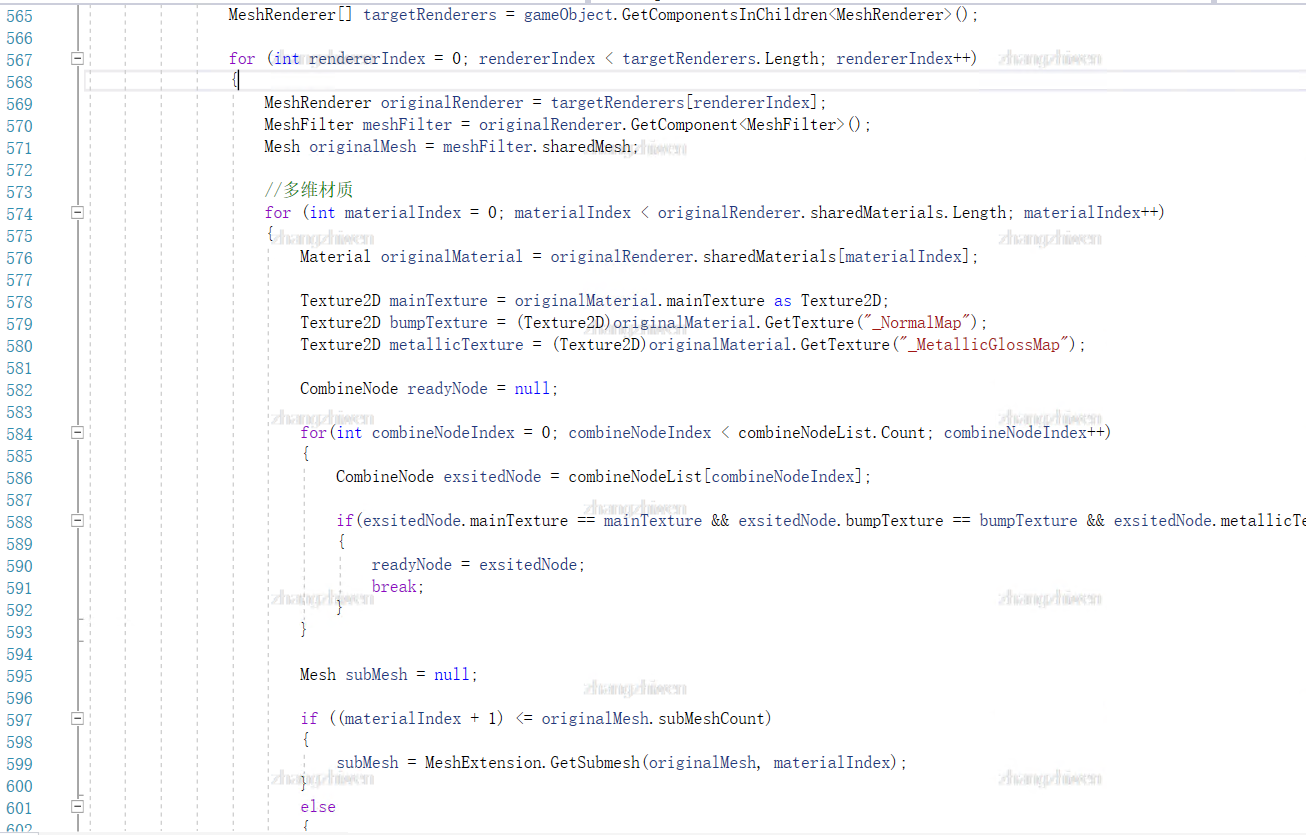 565 MeshRenderer[] targetRenderers = gameObject.GetComponentsInChildren<MeshRenderer>();
566
567 for (int rendererIndex = 0; rendererIndex < targetRenderers.Length; rendererIndex++)
568 {
569 MeshRenderer originalRenderer = targetRenderers[rendererIndex];
570 MeshFilter meshFilter = originalRenderer.GetComponent<MeshFilter>();
571 Mesh originalMesh = meshFilter.sharedMesh;
572
573 //多维材质
574 for (int materialIndex = 0; materialIndex < originalRenderer.sharedMaterials.Length; materialIndex++)
575 {
576 Material originalMaterial = originalRenderer.sharedMaterials[materialIndex];
577
578 Texture2D mainTexture = originalMaterial.mainTexture as Texture2D;
579 Texture2D bumpTexture = (Texture2D)originalMaterial.GetTexture("_NormalMap");
580 Texture2D metallicTexture = (Texture2D)originalMaterial.GetTexture("_MetallicGlossMap");
581
582 CombineNode readyNode = null;
583
584 for(int combineNodeIndex = 0; combineNodeIndex < combineNodeList.Count; combineNodeIndex++)
585 {
586 CombineNode exsitedNode = combineNodeList[combineNodeIndex];
587
588 if(exsitedNode.mainTexture == mainTexture && exsitedNode.bumpTexture == bumpTexture && exsitedNode.metallicTe
589 {
590 readyNode = exsitedNode;
591 break;
592 }
593 }
594
595 Mesh subMesh = null;
596
597 if ((materialIndex + 1) <= originalMesh.subMeshCount)
598 {
599 subMesh = MeshExtension.GetSubmesh(originalMesh, materialIndex);
600 }
601 else
602 {